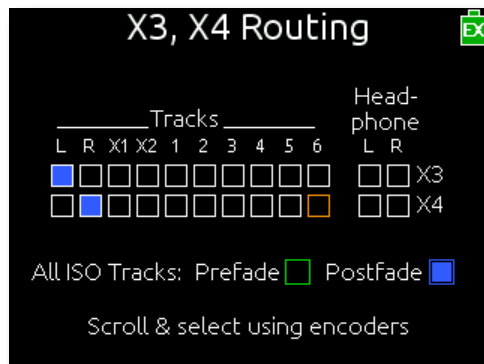 X3, X4 Routing
EX
Head-
Tracks phone
L R X1 X2 1 2 3 4 5 6 L R
X3
X4
All ISO Tracks: Prefade Postfade
Scroll & select using encoders